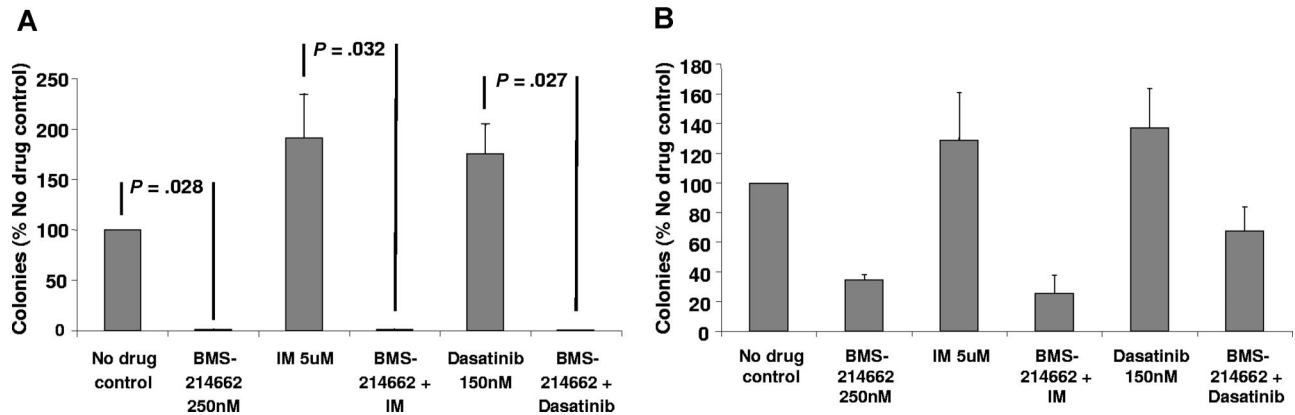 A
Colonies (% No drug control)
250
200
150
100
50
0
P = .028
P = .032
P = .027
No drug
control
BMS-
214662
250nM
IM 5uM
BMS-
214662 +
IM
Dasatinib
150nM
BMS-
214662 +
Dasatinib
B
Colonies (% No drug control)
180
160
140
120
100
80
60
40
20
0
No drug
control
BMS-
214662
250nM
IM 5uM
BMS-
214662 +
IM
Dasatinib
150nM
BMS-
214662 +
Dasatinib